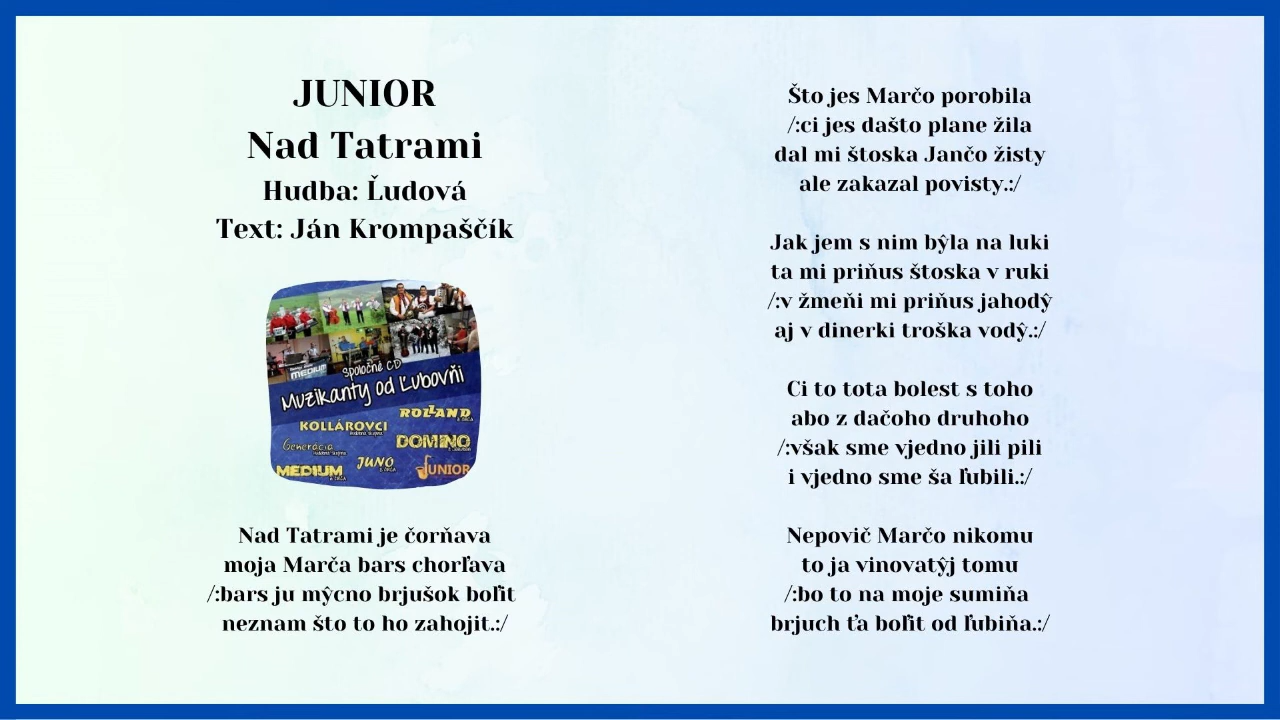 JUNIOR
Nad Tatrami
Hudba: Ľudová
Text: Ján Krompaščík
MEDIUM
Spoločné CD
Muzikanty od Ľubovňi
ROLLAND
KOLLÁROVCI
Generácia
DOMINO
MEDIUM
JUNO
JUNIOR
Nad Tatrami je čorňava
moja Marča bars chorľava
/:bars ju mŷcno brjušok boľit
neznam što to ho zahojit.:/
Što jes Marčo porobila
/:ci jes dašto plane žila
dal mi štoska Jančo žisty
ale zakazal povisty.:/
Jak jem s nim bŷla na luki
ta mi priňus štoska v ruki
/:v žmeňi mi priňus jahodŷ
aj v dinerki troška vodŷ.:/
Ci to tota bolest s toho
abo z dačoho druhoho
/:však sme vjedno jili pili
i vjedno sme ša ľubili.:/
Nepovič Marčo nikomu
to ja vinovatŷj tomu
/:bo to na moje sumiňa
brjuch ťa boľit od ľubiňa.:/